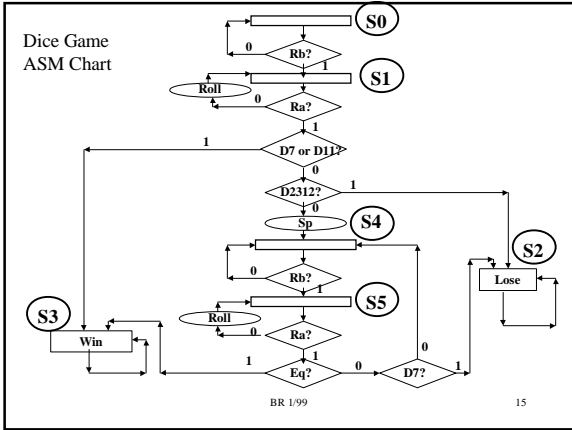 Dice Game
ASM Chart
S0
0
Rb?
1
S1
Roll
0
Ra?
1
1
D7 or D11?
0
D2312?
1
0
Sp
S4
0
Rb?
1
S2
Lose
S5
Roll
0
Ra?
S3
Win
1
1
Eq?
0
D7?
0
1
BR 1/99
15